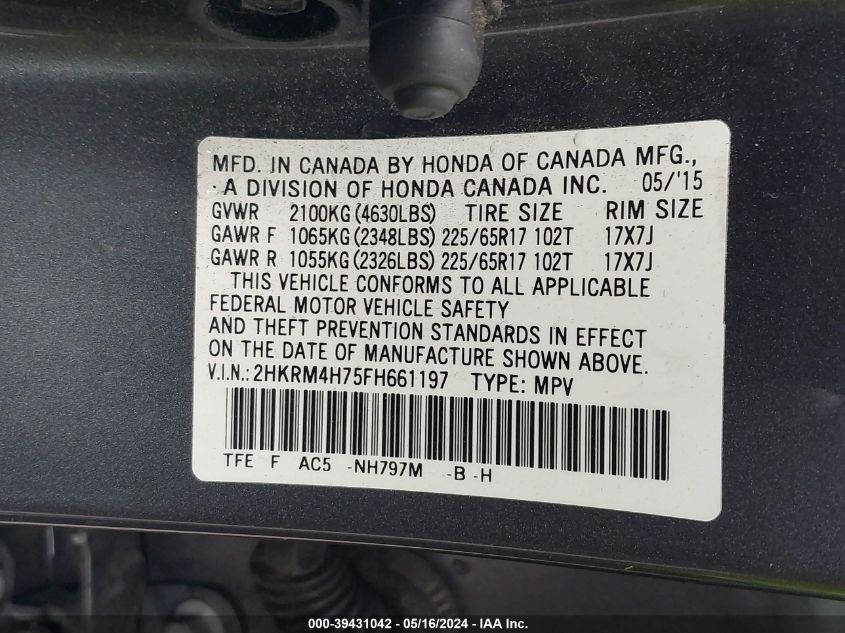 MFD. IN CANADA BY HONDA OF CANADA MFG.,
A DIVISION OF HONDA CANADA INC. 05/'15
GVWR 2100KG (4630LBS) TIRE SIZE RIM SIZE
GAWR F 1065KG (2348LBS) 225/65R17 102T 17X7J
GAWR R 1055KG (2326LBS) 225/65R17 102T 17X7J
THIS VEHICLE CONFORMS TO ALL APPLICABLE
FEDERAL MOTOR VEHICLE SAFETY
AND THEFT PREVENTION STANDARDS IN EFFECT
ON THE DATE OF MANUFACTURE SHOWN ABOVE.
V.I.N.: 2HKRM4H75FH661197 TYPE: MPV
TFE F AC5 -NH797M -B -H
000-39431042 - 05/16/2024 - IAA Inc.